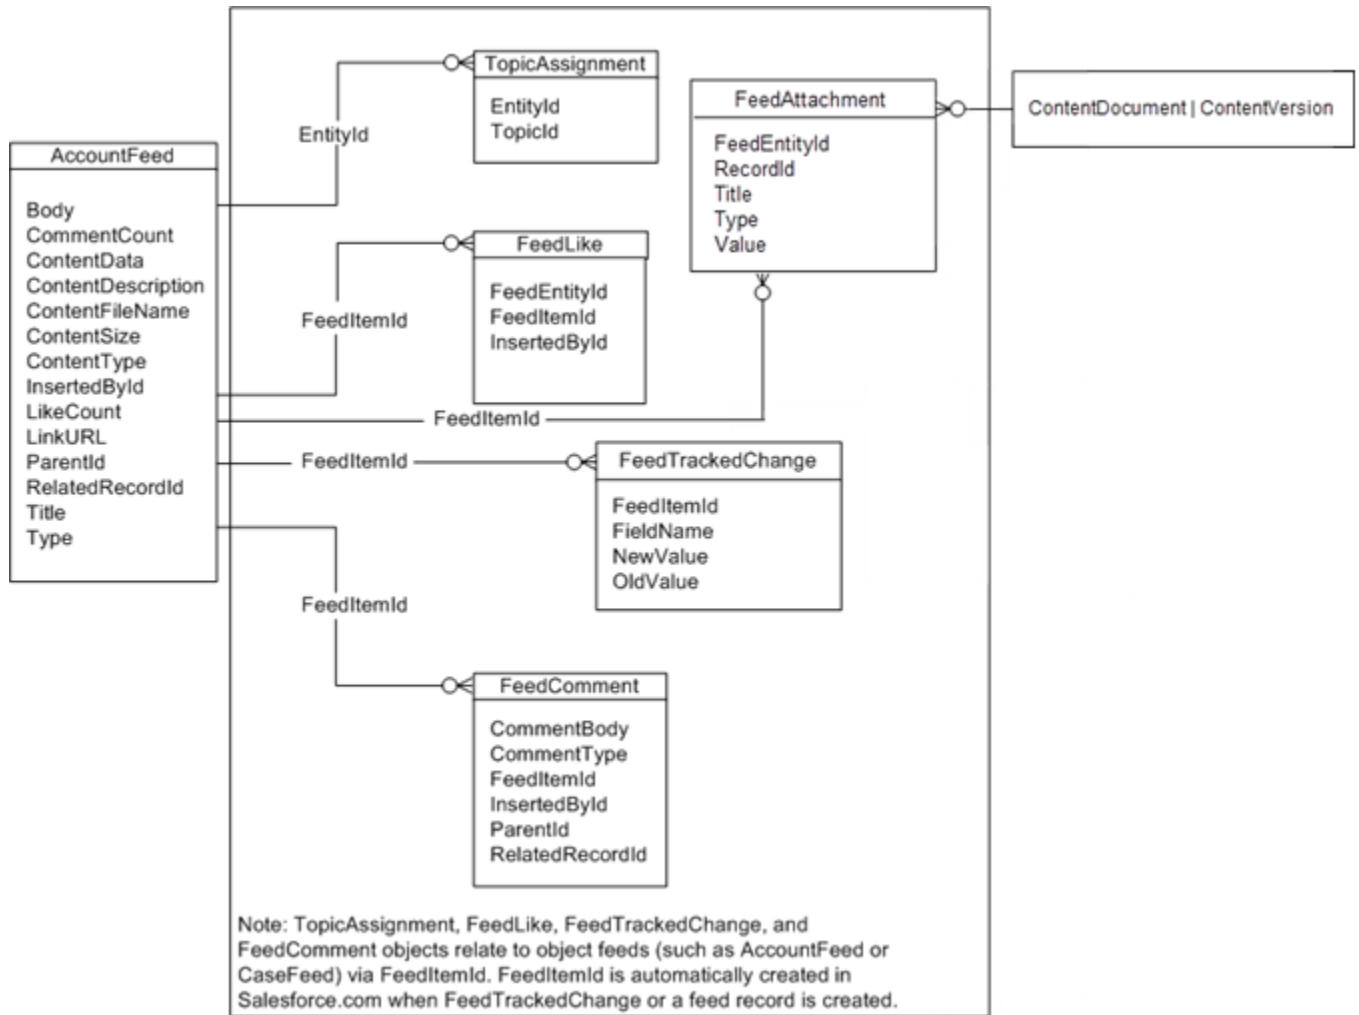 AccountFeed
Body
CommentCount
ContentData
ContentDescription
ContentFileName
ContentSize
ContentType
InsertedById
LikeCount
LinkURL
ParentId
RelatedRecordId
Title
Type
EntityId
TopicAssignment
EntityId
TopicId
FeedItemId
FeedLike
FeedEntityId
FeedItemId
InsertedById
FeedItemId
FeedAttachment
FeedEntityId
RecordId
Title
Type
Value
ContentDocument | ContentVersion
FeedItemId
FeedTrackedChange
FeedItemId
FieldName
NewValue
OldValue
FeedItemId
FeedComment
CommentBody
CommentType
FeedItemId
InsertedById
ParentId
RelatedRecordId
Note: TopicAssignment, FeedLike, FeedTrackedChange, and
FeedComment objects relate to object feeds (such as AccountFeed or
CaseFeed) via FeedItemId. FeedItemId is automatically created in
Salesforce.com when FeedTrackedChange or a feed record is created.